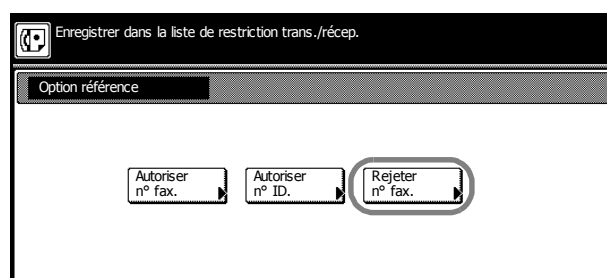 Enregistrer dans la liste de restriction trans./récep.
Option référence
Autoriser
n° fax.
Autoriser
n° ID.
Rejeter
n° fax.